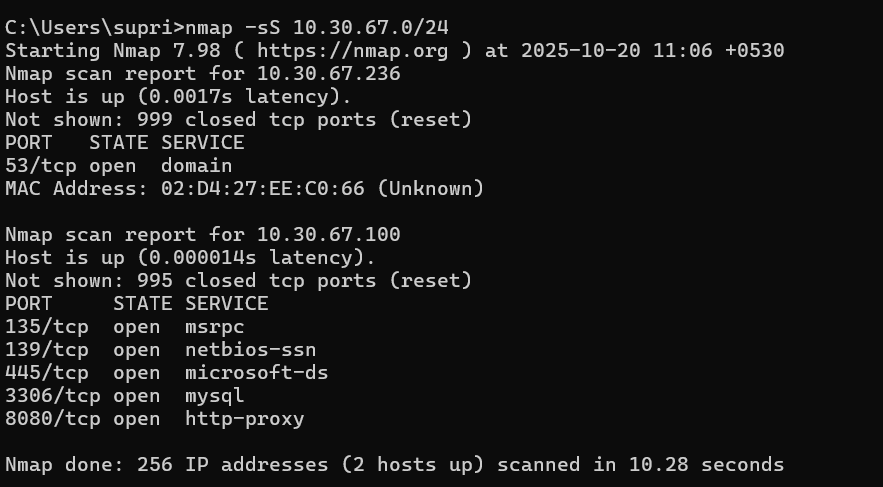 C:\Users\supri>nmap -sS 10.30.67.0/24
Starting Nmap 7.98 ( https://nmap.org ) at 2025-10-20 11:06 +0530
Nmap scan report for 10.30.67.236
Host is up (0.0017s latency).
Not shown: 999 closed tcp ports (reset)
PORT   STATE SERVICE
53/tcp open  domain
MAC Address: 02:D4:27:EE:C0:66 (Unknown)

Nmap scan report for 10.30.67.100
Host is up (0.000014s latency).
Not shown: 995 closed tcp ports (reset)
PORT     STATE SERVICE
135/tcp  open  msrpc
139/tcp  open  netbios-ssn
445/tcp  open  microsoft-ds
3306/tcp open  mysql
8080/tcp open  http-proxy

Nmap done: 256 IP addresses (2 hosts up) scanned in 10.28 seconds